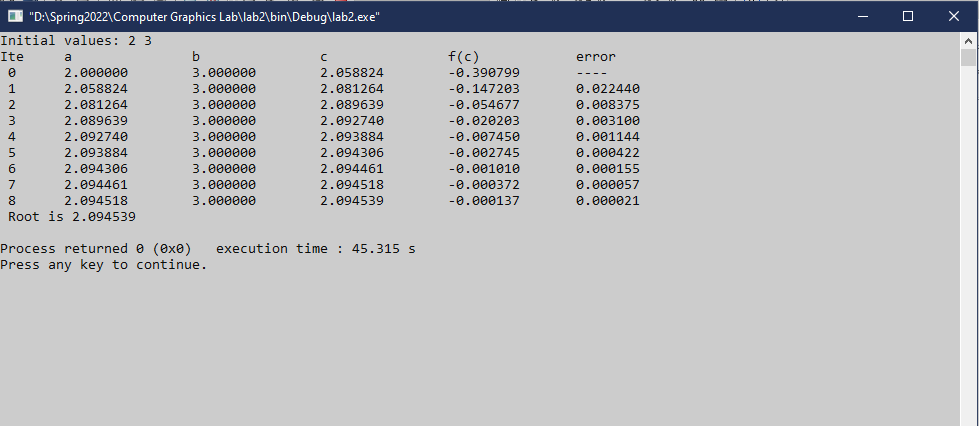 "D:\Spring2022\Computer Graphics Lab\lab2\bin\Debug\lab2.exe"
Initial values: 2 3
Ite a b c f(c) error
0 2.000000 3.000000 2.058824 -0.390799 ----
1 2.058824 3.000000 2.081264 -0.147203 0.022440
2 2.081264 3.000000 2.089639 -0.054677 0.008375
3 2.089639 3.000000 2.092740 -0.020203 0.003100
4 2.092740 3.000000 2.093884 -0.007450 0.001144
5 2.093884 3.000000 2.094306 -0.002745 0.000422
6 2.094306 3.000000 2.094461 -0.001010 0.000155
7 2.094461 3.000000 2.094518 -0.000372 0.000057
8 2.094518 3.000000 2.094539 -0.000137 0.000021
Root is 2.094539
Process returned 0 (0x0) execution time : 45.315 s
Press any key to continue.